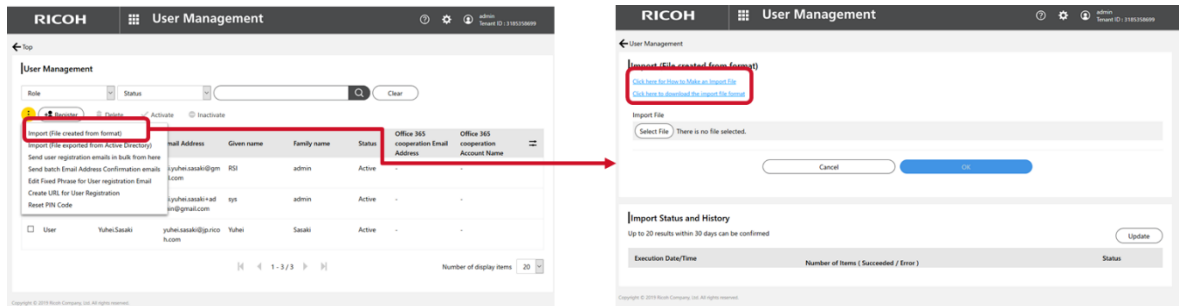 RICOH User Management admin
Tenant ID : 3185358699
Top
User Management
Role Status Clear
Register Delete Activate Inactivate
Import (File created from format)
Import (File exported from Active Directory)
Send user registration emails in bulk from here
Send batch Email Address Confirmation emails
Edit Fixed Phrase for User registration Email
Create URL for User Registration
Reset PIN Code
Email Address Given name Family name Status Office 365 cooperation Email Address Office 365 cooperation Account Name
RSI admin Active - -
sys admin Active - -
User Yuhei.Sasaki yuhei.sasaki@jp.ricoh.com Yuhei Sasaki Active - -
1 - 3 / 3 Number of display items 20
Copyright © 2019 Ricoh Company, Ltd. All rights reserved.
RICOH User Management admin
Tenant ID : 3185358699
User Management
Import (File created from format)
Click here for How to Make an Import File
Click here to download the import file format
Import File
Select File There is no file selected.
Cancel OK
Import Status and History
Up to 20 results within 30 days can be confirmed
Update
Execution Date/Time Number of Items ( Succeeded / Error ) Status
Copyright © 2019 Ricoh Company, Ltd. All rights reserved.